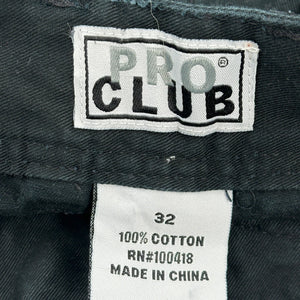 PRO®
CLUB
32
100% COTTON
RN#100418
MADE IN CHINA